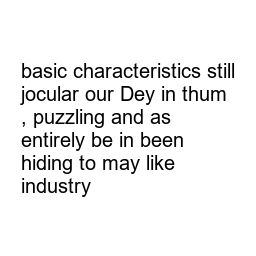 basic characteristics still
jocular our Dey in thum
, puzzling and as
entirely be in been
hiding to may like
industry